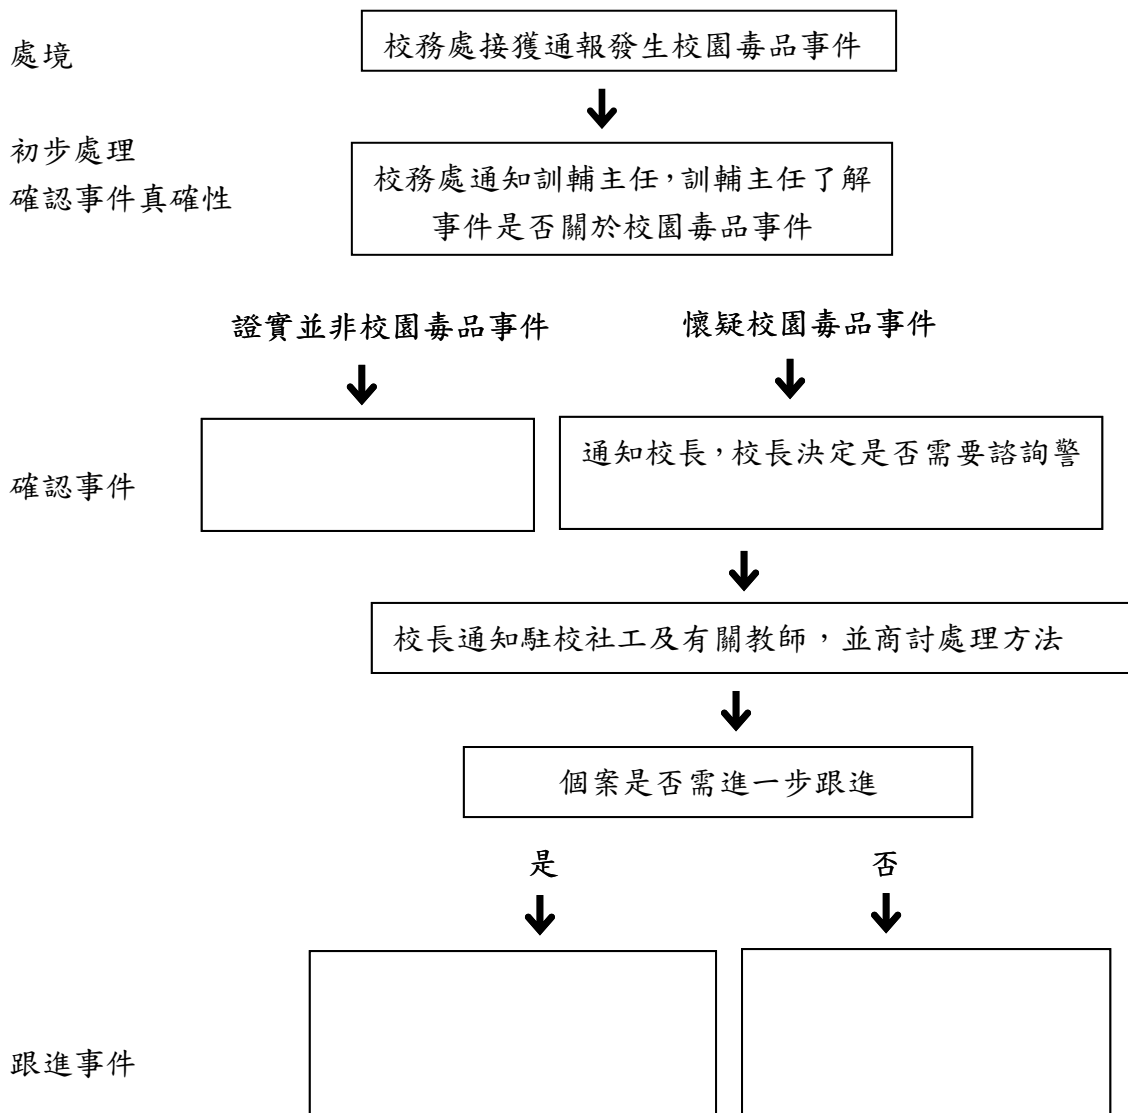 處境
校務處接獲通報發生校園毒品事件
初步處理
確認事件真確性
校務處通知訓輔主任，訓輔主任了解
事件是否關於校園毒品事件
證實並非校園毒品事件
懷疑校園毒品事件
確認事件
通知校長，校長決定是否需要諮詢警
校長通知駐校社工及有關教師，並商討處理方法
個案是否需進一步跟進
是
否
跟進事件